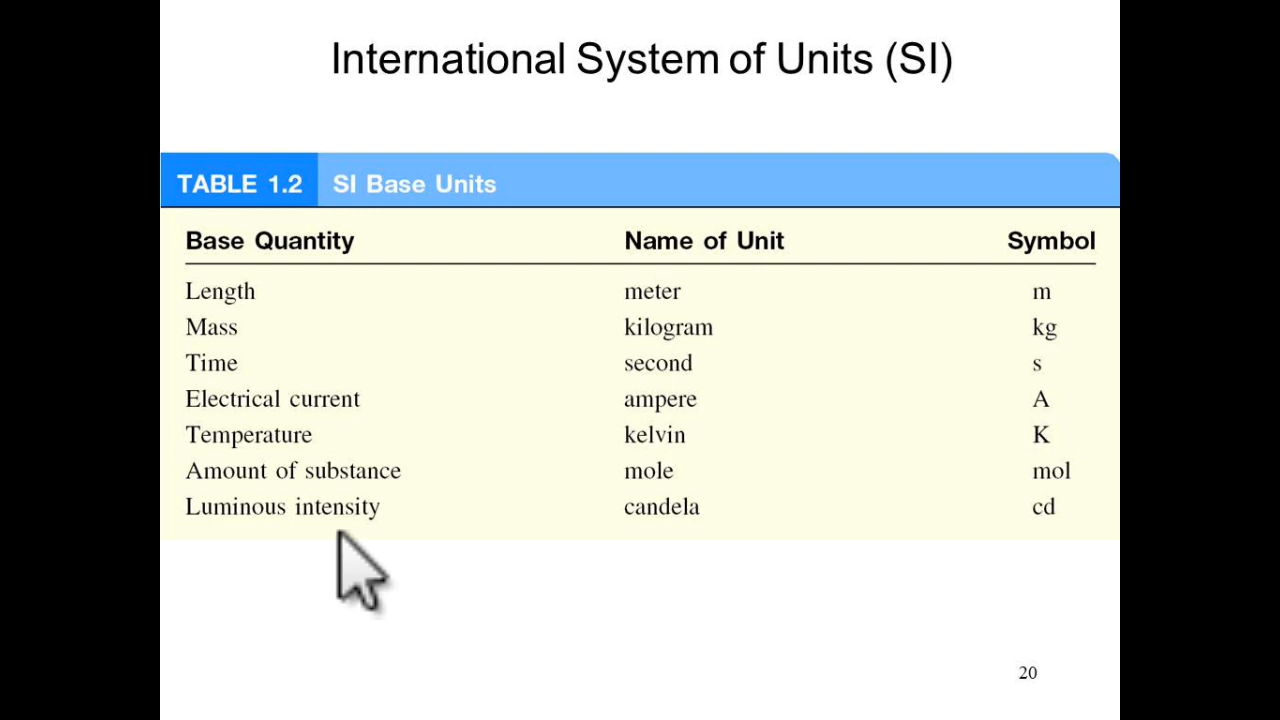 International System of Units (SI)
TABLE 1.2 SI Base Units
Base Quantity Name of Unit Symbol
Length meter m
Mass kilogram kg
Time second s
Electrical current ampere A
Temperature kelvin K
Amount of substance mole mol
Luminous intensity candela cd
20